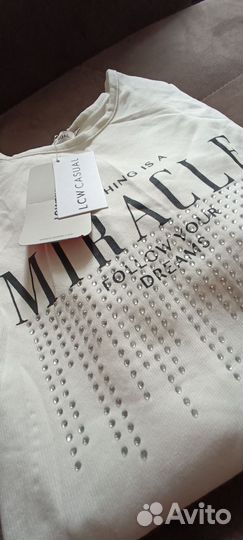 LCW CASUAL
HING IS A
MIRACLE
FOLLOW YOUR
DREAMS
Avito